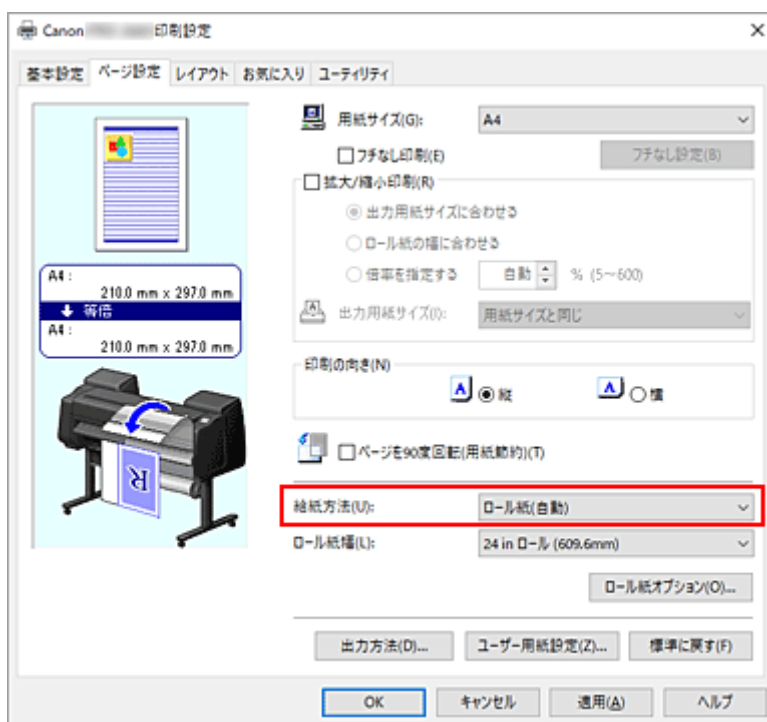 Canon 印刷設定
基本設定 ページ設定 レイアウト お気に入り ユーティリティ
用紙サイズ(G): A4
フチなし印刷(E) フチなし設定(B)
拡大/縮小印刷(R)
出力用紙サイズに合わせる
ロール紙の幅に合わせる
倍率を指定する 自動 % (5～600)
出力用紙サイズ(I): 用紙サイズと同じ
A4 :
210.0 mm x 297.0 mm
等倍
A4 :
210.0 mm x 297.0 mm
印刷の向き(N)
A 縦 A 横
ページを90度回転(用紙節約)(T)
給紙方法(U): ロール紙(自動)
ロール紙幅(L): 24 in ロール (609.6mm)
ロール紙オプション(O)...
出力方法(D)... ユーザー用紙設定(Z)... 標準に戻す(F)
OK キャンセル 適用(A) ヘルプ
R